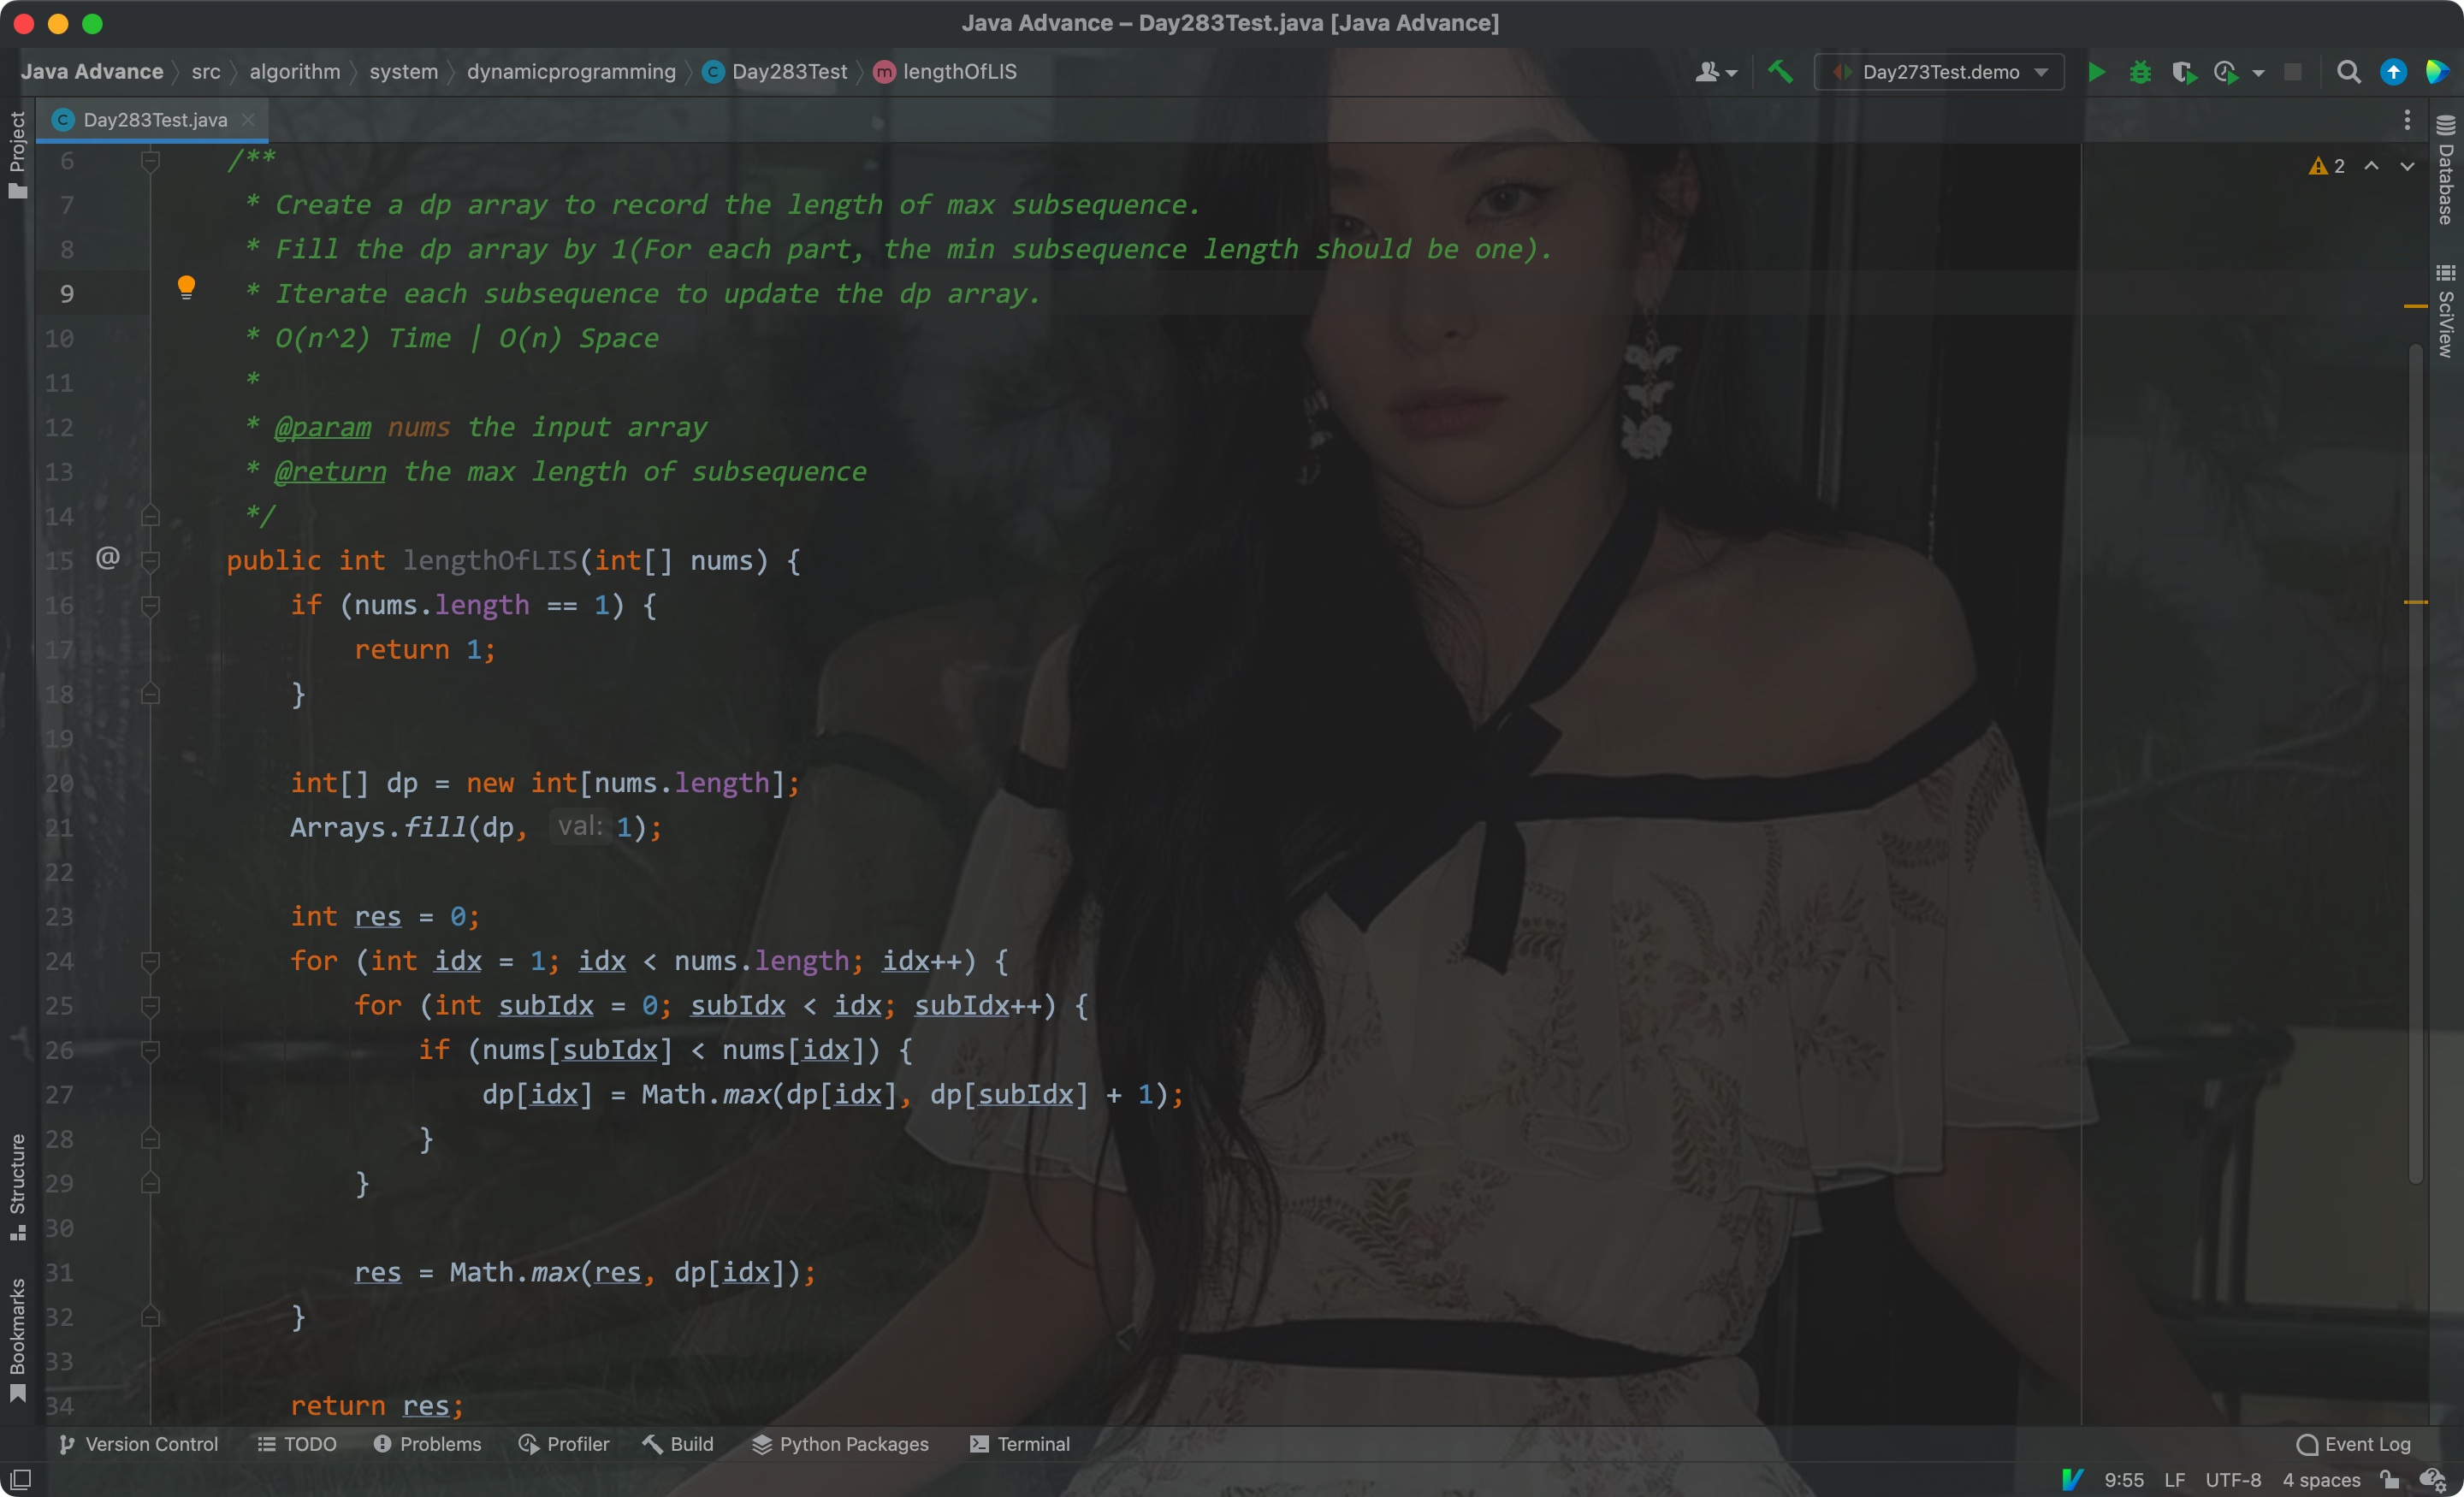 Java Advance – Day283Test.java [Java Advance]
Java Advance src algorithm system dynamicprogramming C Day283Test m lengthOfLIS Day273Test.demo
Project
C Day283Test.java
2
Database
SciView
6 /**
7 * Create a dp array to record the length of max subsequence.
8 * Fill the dp array by 1(For each part, the min subsequence length should be one).
9 * Iterate each subsequence to update the dp array.
10 * O(n^2) Time | O(n) Space
11 *
12 * @param nums the input array
13 * @return the max length of subsequence
14 */
15 @ public int lengthOfLIS(int[] nums) {
16 if (nums.length == 1) {
17 return 1;
18 }
19
20 int[] dp = new int[nums.length];
21 Arrays.fill(dp, val: 1);
22
23 int res = 0;
24 for (int idx = 1; idx < nums.length; idx++) {
25 for (int subIdx = 0; subIdx < idx; subIdx++) {
26 if (nums[subIdx] < nums[idx]) {
27 dp[idx] = Math.max(dp[idx], dp[subIdx] + 1);
28 }
29 }
30
31 res = Math.max(res, dp[idx]);
32 }
33
34 return res;
Structure
Bookmarks
Version Control TODO Problems Profiler Build Python Packages Terminal Event Log
9:55 LF UTF-8 4 spaces